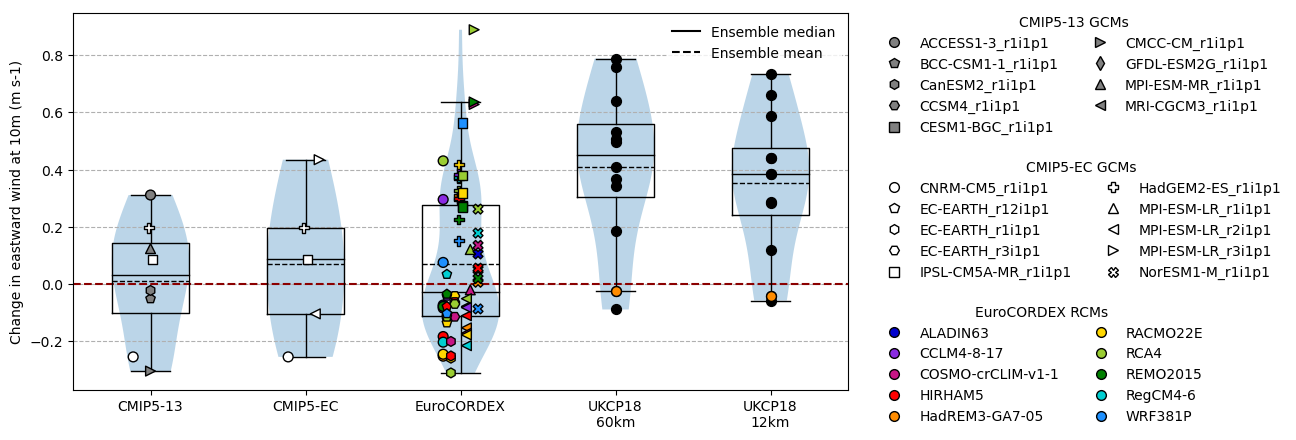 Change in eastward wind at 10m (m s-1)
0.8
0.6
0.4
0.2
0.0
−0.2
CMIP5-13
CMIP5-EC
EuroCORDEX
UKCP18
60km
UKCP18
12km
Ensemble median
Ensemble mean
CMIP5-13 GCMs
ACCESS1-3_r1i1p1
BCC-CSM1-1_r1i1p1
CanESM2_r1i1p1
CCSM4_r1i1p1
CESM1-BGC_r1i1p1
CMCC-CM_r1i1p1
GFDL-ESM2G_r1i1p1
MPI-ESM-MR_r1i1p1
MRI-CGCM3_r1i1p1
CMIP5-EC GCMs
CNRM-CM5_r1i1p1
EC-EARTH_r12i1p1
EC-EARTH_r1i1p1
EC-EARTH_r3i1p1
IPSL-CM5A-MR_r1i1p1
HadGEM2-ES_r1i1p1
MPI-ESM-LR_r1i1p1
MPI-ESM-LR_r2i1p1
MPI-ESM-LR_r3i1p1
NorESM1-M_r1i1p1
EuroCORDEX RCMs
ALADIN63
CCLM4-8-17
COSMO-crCLIM-v1-1
HIRHAM5
HadREM3-GA7-05
RACMO22E
RCA4
REMO2015
RegCM4-6
WRF381P